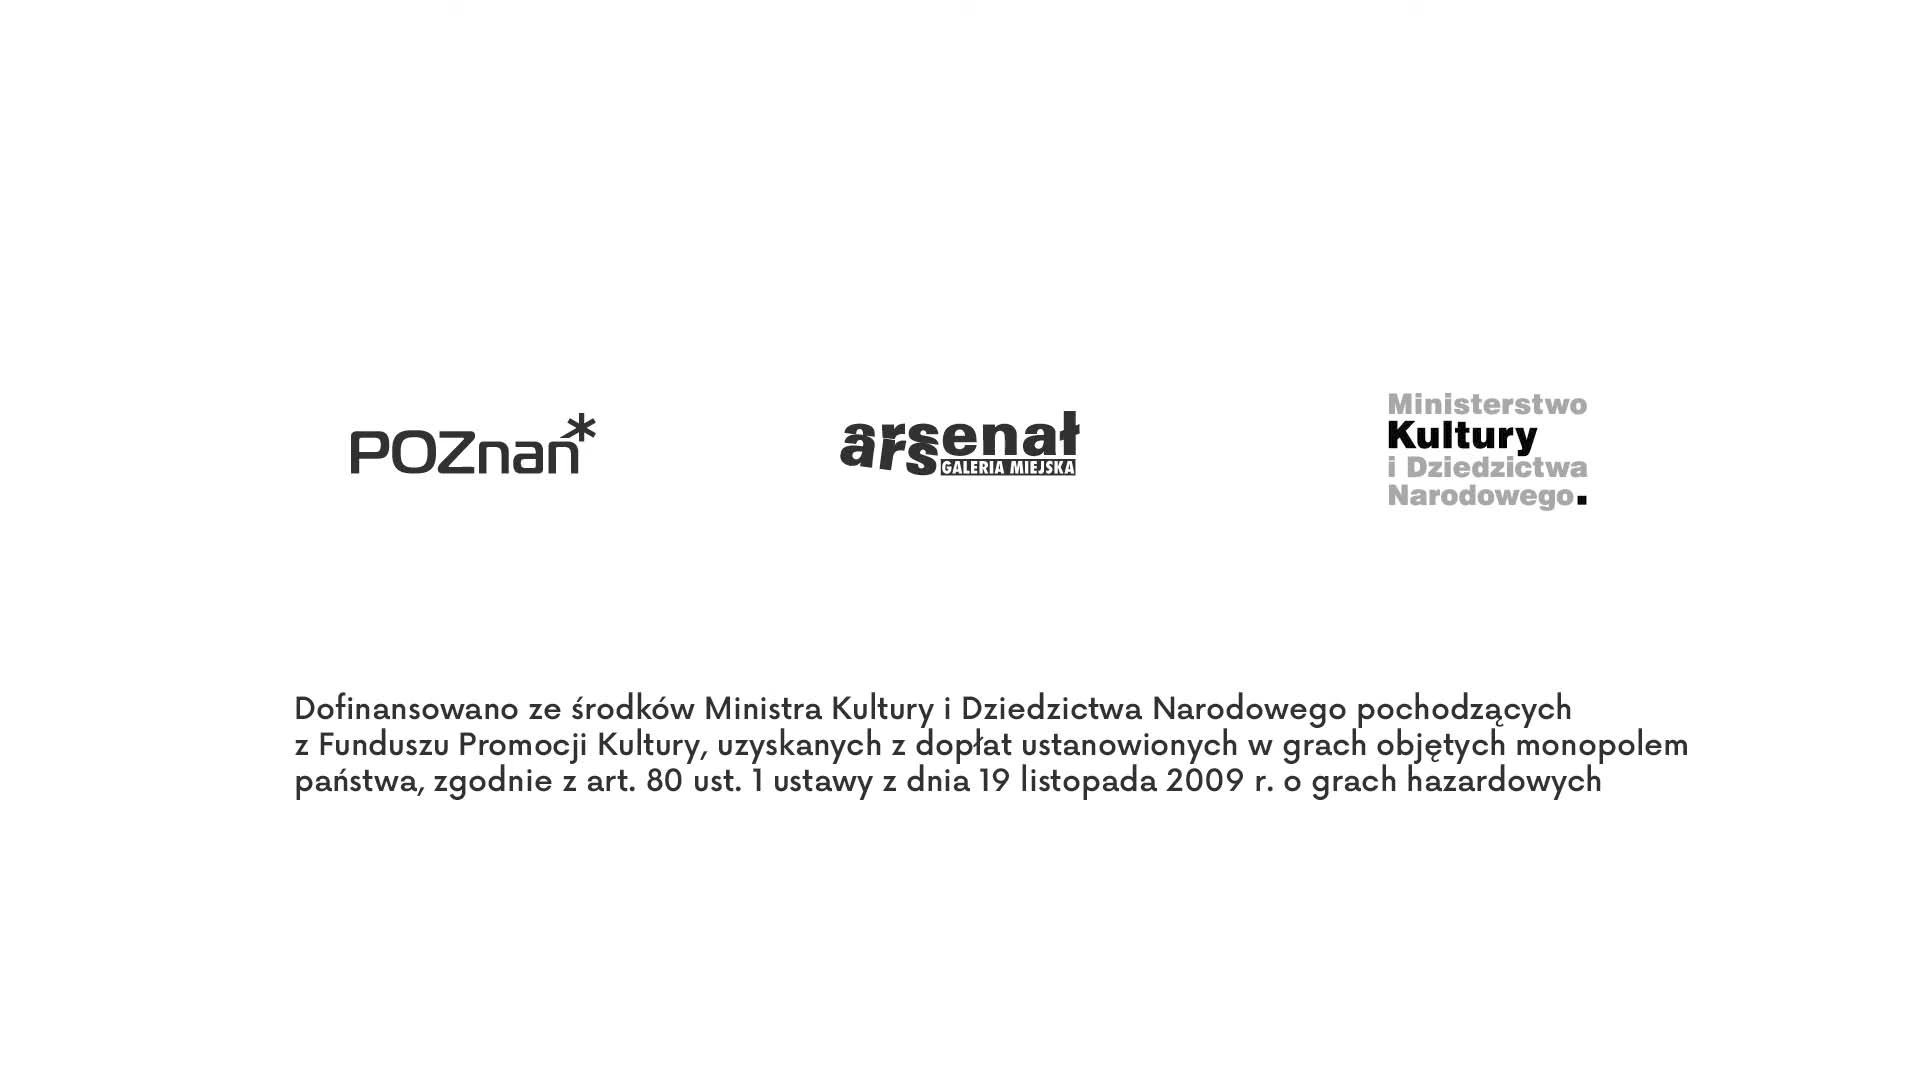 POZnań*
arsenał
GALERIA MIEJSKA
Ministerstwo
Kultury
i Dziedzictwa
Narodowego.
Dofinansowano ze środków Ministra Kultury i Dziedzictwa Narodowego pochodzących
z Funduszu Promocji Kultury, uzyskanych z dopłat ustanowionych w grach objętych monopolem
państwa, zgodnie z art. 80 ust. 1 ustawy z dnia 19 listopada 2009 r. o grach hazardowych